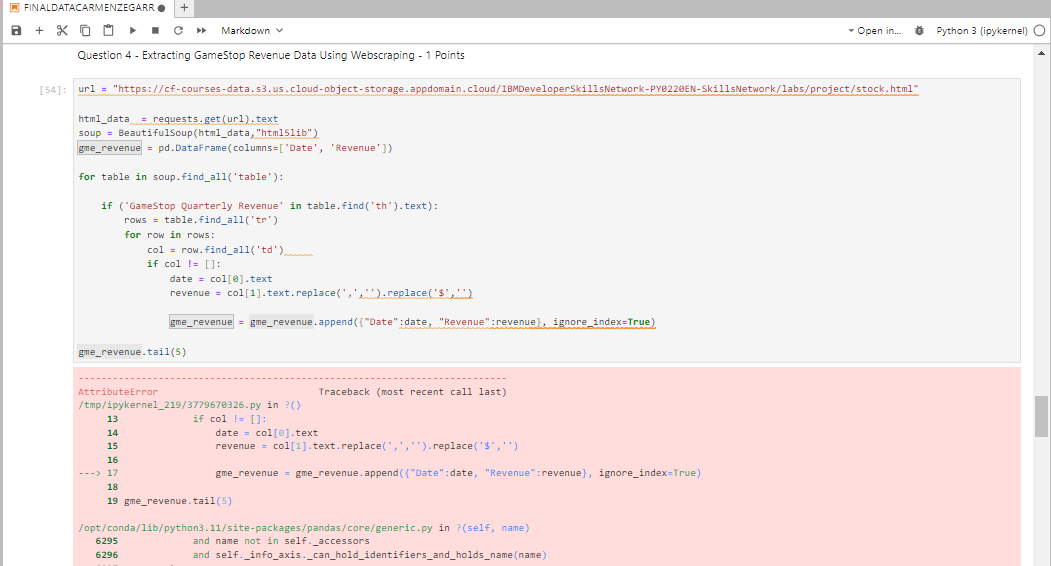 FINALDATACARMENZEGARR ● +
Markdown Open in... Python 3 (ipykernel)
Question 4 - Extracting GameStop Revenue Data Using Webscraping - 1 Points
[54]: url = "https://cf-courses-data.s3.us.cloud-object-storage.appdomain.cloud/IBMDeveloperSkillsNetwork-PY0220EN-SkillsNetwork/labs/project/stock.html"
html_data  = requests.get(url).text
soup = BeautifulSoup(html_data,"html5lib")
gme_revenue = pd.DataFrame(columns=['Date', 'Revenue'])
for table in soup.find_all('table'):
    if ('GameStop Quarterly Revenue' in table.find('th').text):
        rows = table.find_all('tr')
        for row in rows:
            col = row.find_all('td')
            if col != []:
                date = col[0].text
                revenue = col[1].text.replace(',','').replace('$','')
                gme_revenue = gme_revenue.append({"Date":date, "Revenue":revenue}, ignore_index=True)
gme_revenue.tail(5)
---------------------------------------------------------------------------
AttributeError                            Traceback (most recent call last)
/tmp/ipykernel_219/3779670326.py in ?()
     13             if col != []:
     14                 date = col[0].text
     15                 revenue = col[1].text.replace(',','').replace('$','')
     16
---> 17                 gme_revenue = gme_revenue.append({"Date":date, "Revenue":revenue}, ignore_index=True)
     18
     19 gme_revenue.tail(5)
/opt/conda/lib/python3.11/site-packages/pandas/core/generic.py in ?(self, name)
   6295             and name not in self._accessors
   6296             and self._info_axis._can_hold_identifiers_and_holds_name(name)